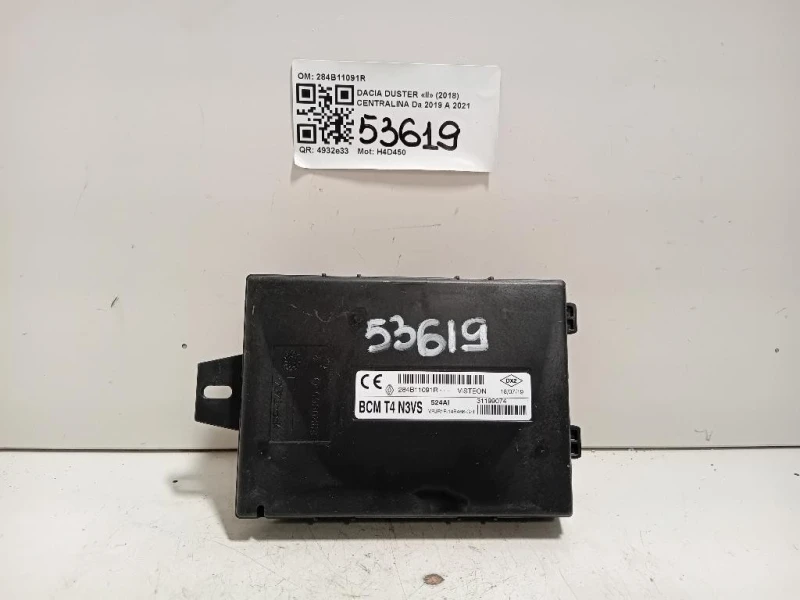 OM: 284B11091R
DACIA DUSTER «II» (2018)
CENTRALINA Da 2019 A 2021
53619
QR: 4932e33 Mot: H4D450
53619
CE
284B11091R
VISTEON
DXZ
BCM T4 N3VS
524AI
31199074